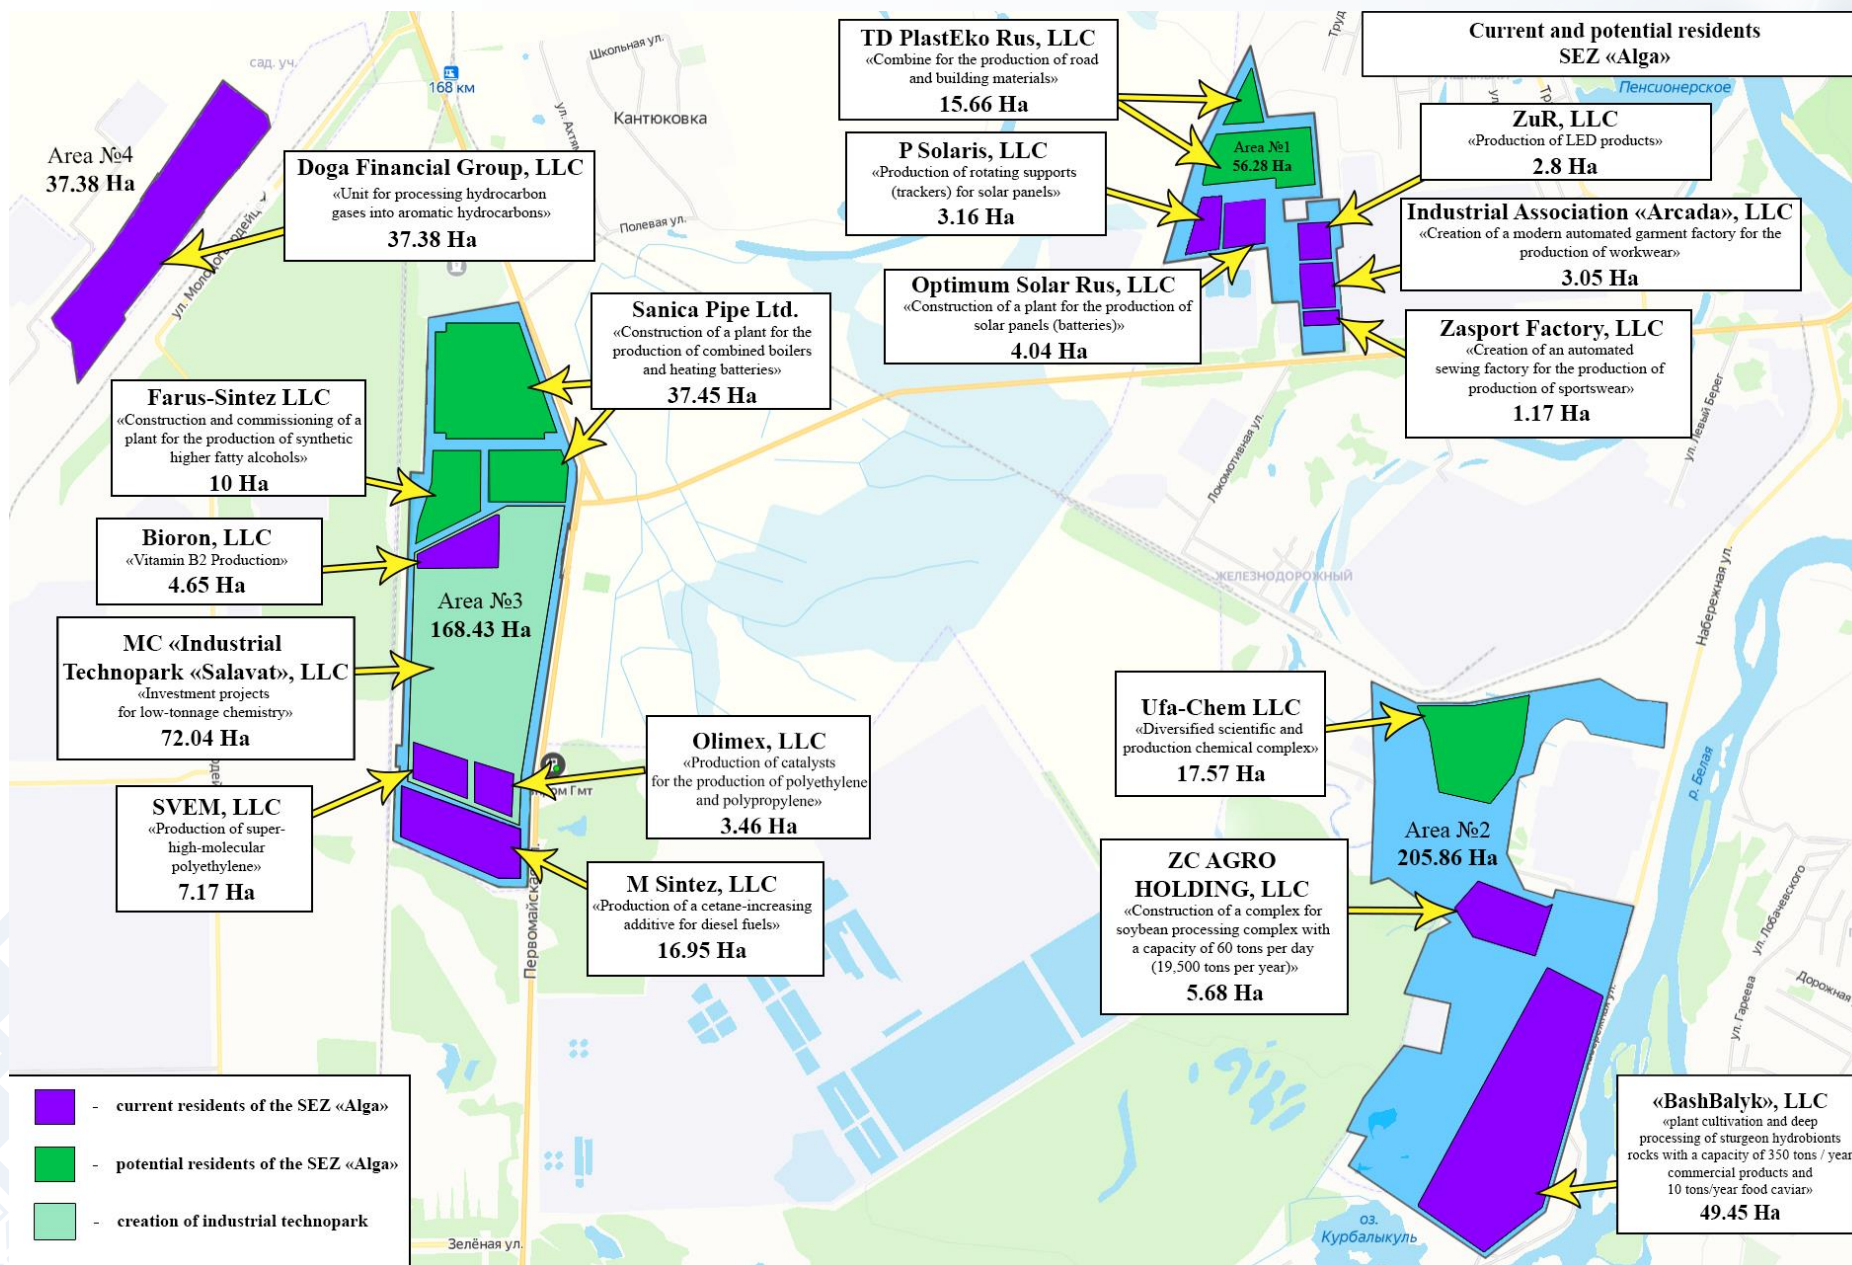 Current and potential residents
SEZ «Alga»
TD PlastEko Rus, LLC
«Combine for the production of road
and building materials»
15.66 Ha
P Solaris, LLC
«Production of rotating supports
(trackers) for solar panels»
3.16 Ha
Optimum Solar Rus, LLC
«Construction of a plant for the production of
solar panels (batteries)»
4.04 Ha
Area №1
56.28 Ha
ZuR, LLC
«Production of LED products»
2.8 Ha
Industrial Association «Arcada», LLC
«Creation of a modern automated garment factory for the
production of workwear»
3.05 Ha
Zasport Factory, LLC
«Creation of an automated
sewing factory for the production of
production of sportswear»
1.17 Ha
Area №4
37.38 Ha
Doga Financial Group, LLC
«Unit for processing hydrocarbon
gases into aromatic hydrocarbons»
37.38 Ha
Sanica Pipe Ltd.
«Construction of a plant for the
production of combined boilers
and heating batteries»
37.45 Ha
Farus-Sintez LLC
«Construction and commissioning of a
plant for the production of synthetic
higher fatty alcohols»
10 Ha
Bioron, LLC
«Vitamin B2 Production»
4.65 Ha
Area №3
168.43 Ha
MC «Industrial
Technopark «Salavat», LLC
«Investment projects
for low-tonnage chemistry»
72.04 Ha
SVEM, LLC
«Production of super-
high-molecular
polyethylene»
7.17 Ha
Olimex, LLC
«Production of catalysts
for the production of polyethylene
and polypropylene»
3.46 Ha
M Sintez, LLC
«Production of a cetane-increasing
additive for diesel fuels»
16.95 Ha
Ufa-Chem LLC
«Diversified scientific and
production chemical complex»
17.57 Ha
Area №2
205.86 Ha
ZC AGRO
HOLDING, LLC
«Construction of a complex for
soybean processing complex with
a capacity of 60 tons per day
(19,500 tons per year)»
5.68 Ha
«BashBalyk», LLC
«plant cultivation and deep
processing of sturgeon hydrobionts
rocks with a capacity of 350 tons / year
commercial products and
10 tons/year food caviar»
49.45 Ha
- current residents of the SEZ «Alga»
- potential residents of the SEZ «Alga»
- creation of industrial technopark
сад. уч.
168 км
Школьная ул.
Кантюковка
Полевая ул.
Пенсионерское
Локомотивная ул.
ул. Левый Берег
ЖЕЛЕЗНОДОРОЖНЫЙ
Набережная ул.
р. Белая
ул. Лобачевского
ул. Гареева
Дорожная
Первомайская
Зелёная ул.
оз.
Курбалыкуль